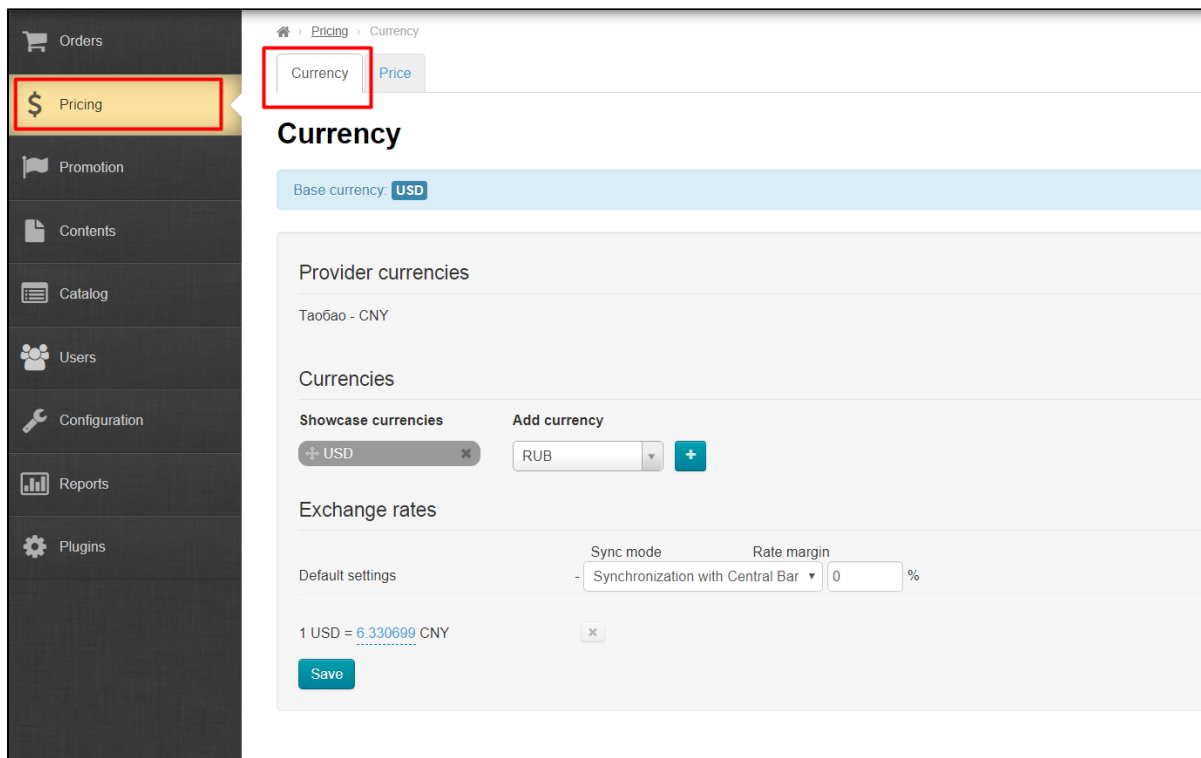 Orders
Pricing
Promotion
Contents
Catalog
Users
Configuration
Reports
Plugins
Pricing Currency
Currency Price
Currency
Base currency: USD
Provider currencies
Таобао - CNY
Currencies
Showcase currencies Add currency
USD RUB +
Exchange rates
Sync mode Rate margin
Default settings - Synchronization with Central Bar 0 %
1 USD = 6.330699 CNY
Save